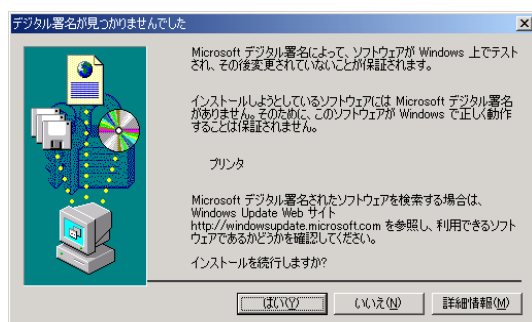 デジタル署名が見つかりませんでした
Microsoft デジタル署名によって、ソフトウェアが Windows 上でテスト
され、その後変更されていないことが保証されます。
インストールしようとしているソフトウェアには Microsoft デジタル署名
がありません。そのために、このソフトウェアが Windows で正しく動作
することは保証されません。
プリンタ
Microsoft デジタル署名されたソフトウェアを検索する場合は、
Windows Update Web サイト
http://windowsupdate.microsoft.com を参照し、利用できるソフト
ウェアであるかどうかを確認してください。
インストールを続行しますか?
はい(Y) いいえ(N) 詳細情報(M)